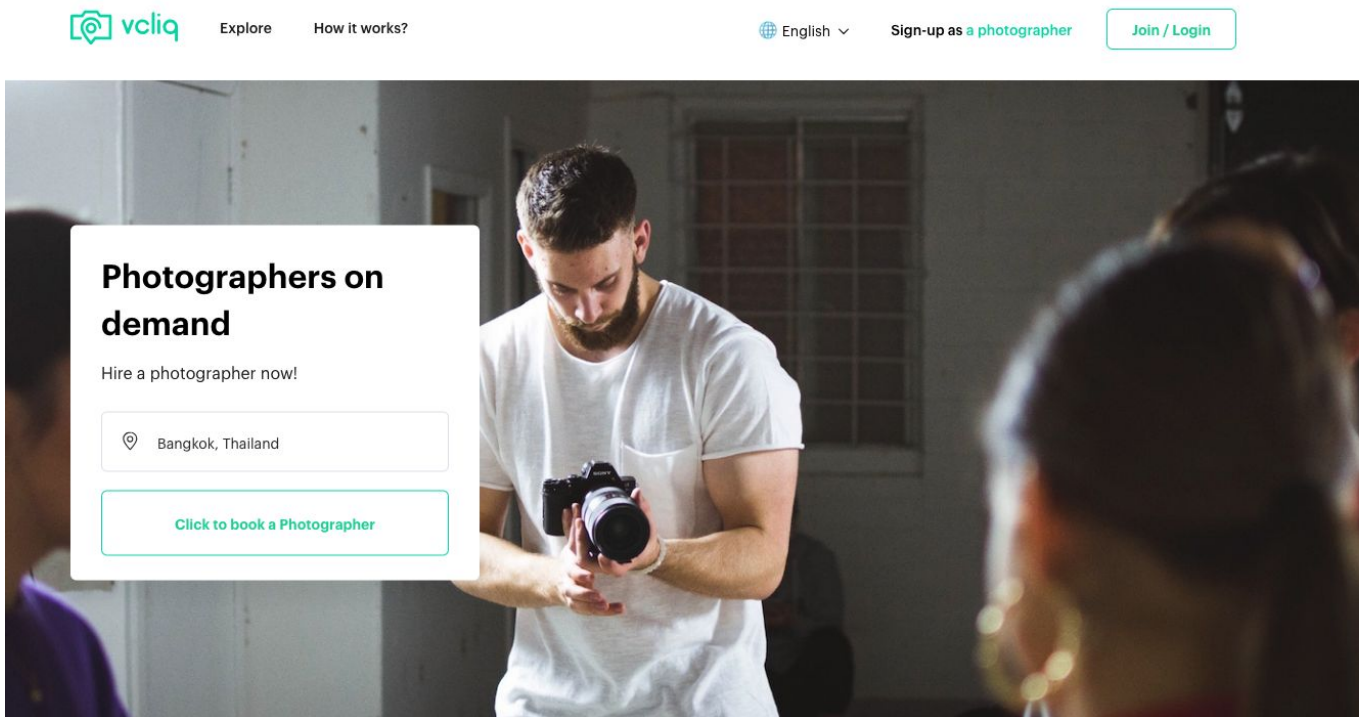 vcliq
Explore
How it works?
English
Sign-up as a photographer
Join / Login
Photographers on
demand
Hire a photographer now!
Bangkok, Thailand
Click to book a Photographer
SONY